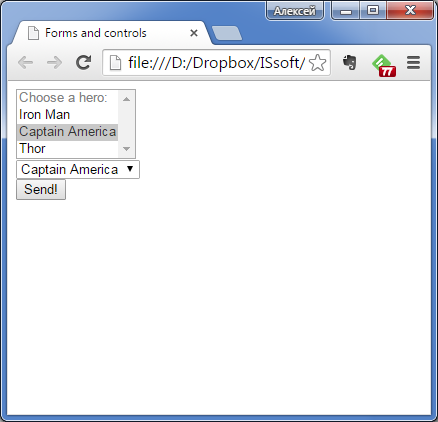 Алексей
Forms and controls
file:///D:/Dropbox/ISsoft/
77
Choose a hero:
Iron Man
Captain America
Thor
Captain America
Send!